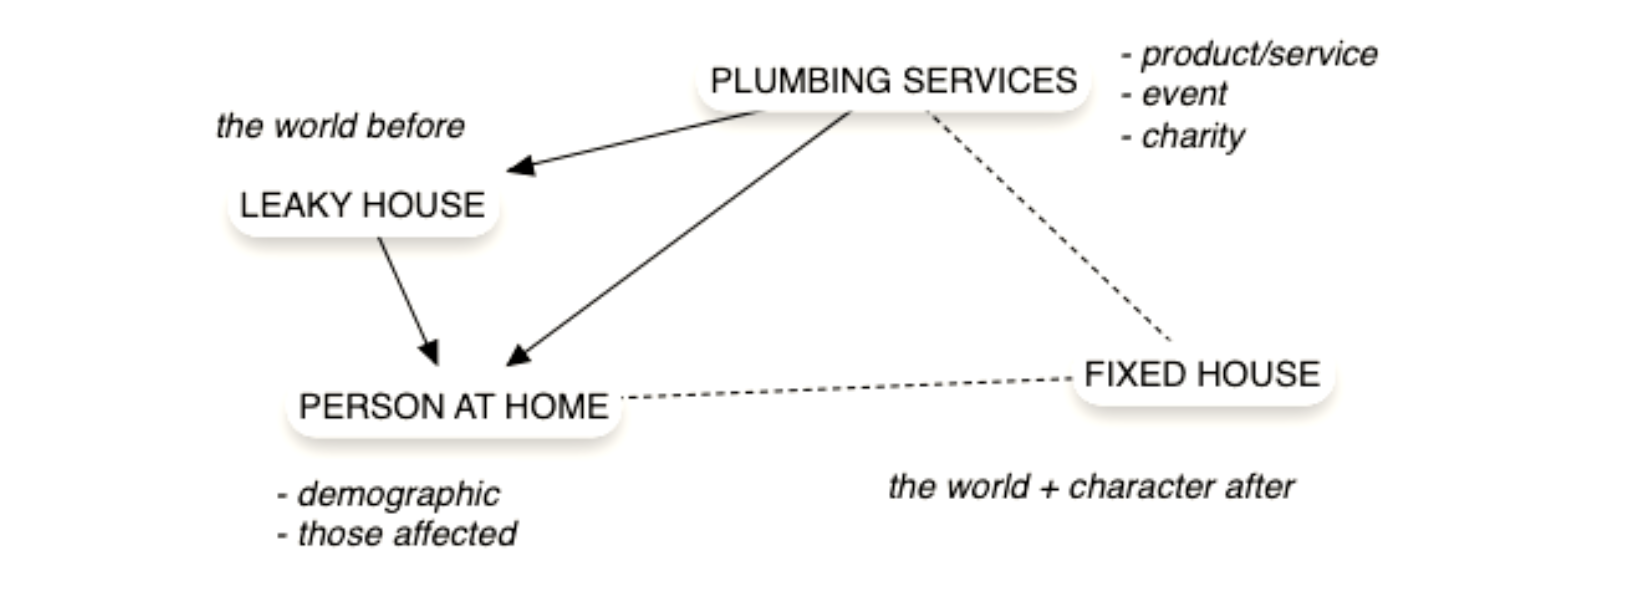 PLUMBING SERVICES
- product/service
- event
- charity
the world before
LEAKY HOUSE
PERSON AT HOME
- demographic
- those affected
FIXED HOUSE
the world + character after